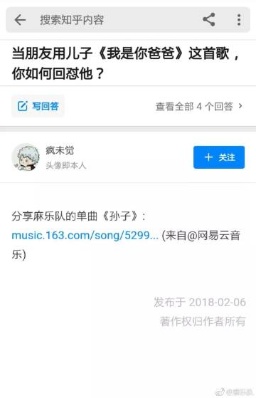 搜索知乎内容
当朋友用儿子《我是你爸爸》这首歌，
你如何回怼他？
写回答
查看全部 4 个回答 >
疯未觉
头像即本人
+ 关注
分享麻乐队的单曲《孙子》:
music.163.com/song/5299... (来自@网易云音
乐)
发布于 2018-02-06
著作权归作者所有